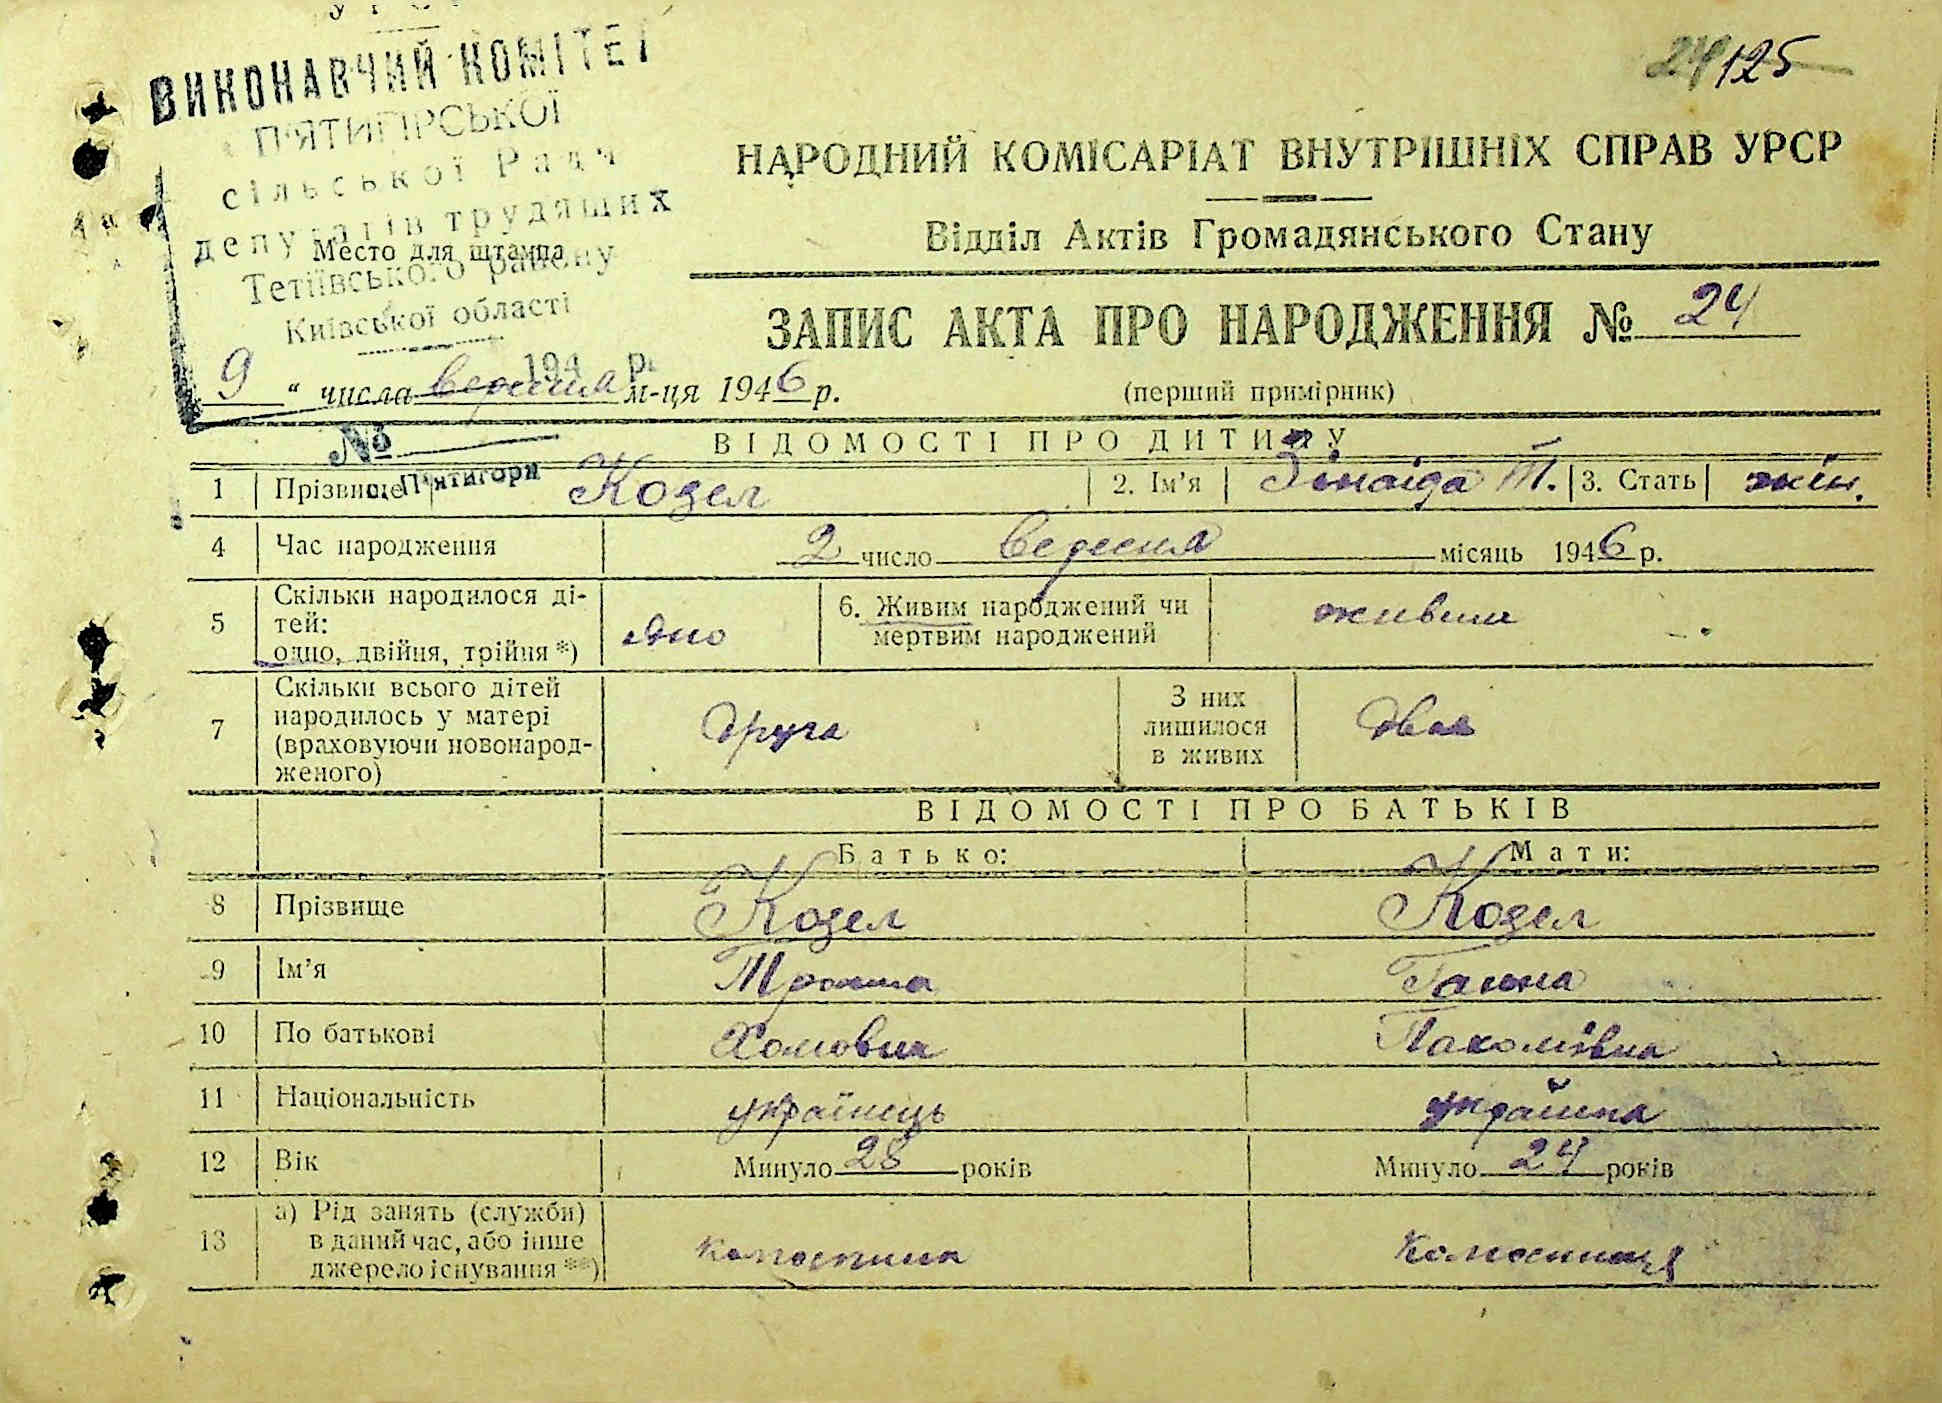 ВИКОНАВЧИЙ КОМІТЕТ
П'ЯТИГІРСЬКОЇ
сільської Ради
депутатів трудящих
Тетіївського району
Київської області
194 р.
№
с. П'ятигори
Место для штампа
24 125
НАРОДНИЙ КОМІСАРІАТ ВНУТРІШНІХ СПРАВ УРСР
Відділ Актів Громадянського Стану
ЗАПИС АКТА ПРО НАРОДЖЕННЯ № 24
9 " числа вересня м-ця 1946 р. (перший примірник)
ВІДОМОСТІ ПРО ДИТИНУ
1 Прізвище Козел 2. Ім'я Зінаіда Т. 3. Стать жін.
4 Час народження 2 число вересня місяць 1946 р.
5 Скільки народилося дітей: одно, двійня, трійня *) одно 6. Живим народжений чи мертвим народжений живим
7 Скільки всього дітей народилось у матері (враховуючи новонародженого) друга З них лишилося в живих двоє
ВІДОМОСТІ ПРО БАТЬКІВ
Батько: Мати:
8 Прізвище Козел Козел
9 Ім'я Ганна
10 По батькові Хомович Пахомівна
11 Національність українець українка
12 Вік Минуло 28 років Минуло 24 років
13 а) Рід занять (служби) в даний час, або інше джерело існування **)